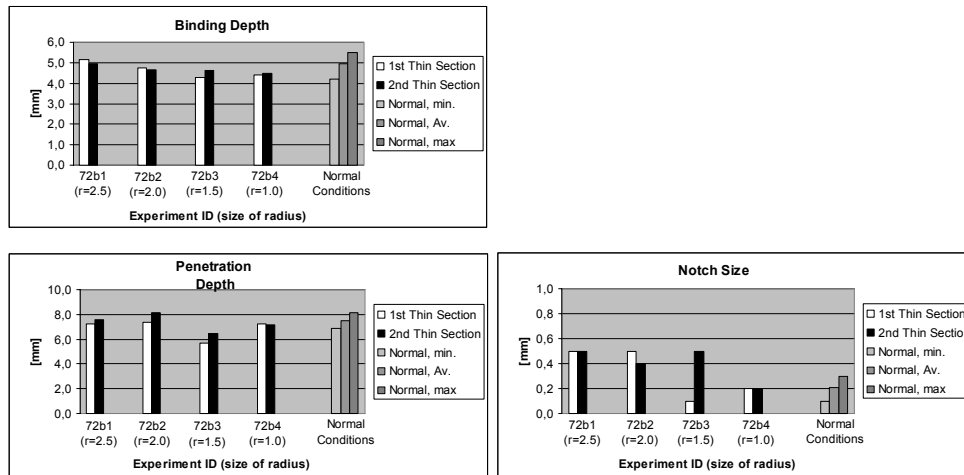 Binding Depth
6,0
5,0
4,0
3,0
2,0
1,0
0,0
[mm]
72b1 72b2 72b3 72b4 Normal
(r=2.5) (r=2.0) (r=1.5) (r=1.0) Conditions
Experiment ID (size of radius)
1st Thin Section
2nd Thin Section
Normal, min.
Normal, Av.
Normal, max
Penetration
Depth
10,0
8,0
6,0
4,0
2,0
0,0
[mm]
72b1 72b2 72b3 72b4 Normal
(r=2.5) (r=2.0) (r=1.5) (r=1.0) Conditions
Experiment ID (size of radius)
1st Thin Section
2nd Thin Section
Normal, min.
Normal, Av.
Normal, max
Notch Size
1,0
0,8
0,6
0,4
0,2
0,0
[mm]
72b1 72b2 72b3 72b4 Normal
(r=2.5) (r=2.0) (r=1.5) (r=1.0) Conditions
Experiment ID (size of radius)
1st Thin Section
2nd Thin Section
Normal, min.
Normal, Av.
Normal, max